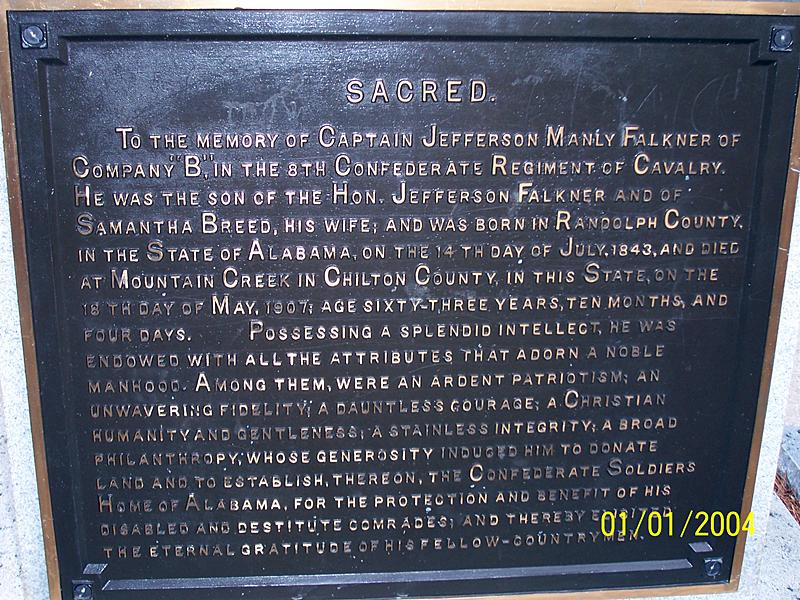 SACRED.
TO THE MEMORY OF CAPTAIN JEFFERSON MANLY FALKNER OF
COMPANY "B", IN THE 8TH CONFEDERATE REGIMENT OF CAVALRY.
HE WAS THE SON OF THE HON. JEFFERSON FALKNER AND OF
SAMANTHA BREED, HIS WIFE; AND WAS BORN IN RANDOLPH COUNTY,
IN THE STATE OF ALABAMA, ON THE 14TH DAY OF JULY, 1843, AND DIED
AT MOUNTAIN CREEK IN CHILTON COUNTY, IN THIS STATE, ON THE
18TH DAY OF MAY, 1907; AGE SIXTY-THREE YEARS, TEN MONTHS, AND
FOUR DAYS. POSSESSING A SPLENDID INTELLECT, HE WAS
ENDOWED WITH ALL THE ATTRIBUTES THAT ADORN A NOBLE
MANHOOD. AMONG THEM, WERE AN ARDENT PATRIOTISM; AN
UNWAVERING FIDELITY; A DAUNTLESS COURAGE; A CHRISTIAN
HUMANITY AND GENTLENESS; A STAINLESS INTEGRITY; A BROAD
PHILANTHROPY, WHOSE GENEROSITY INDUCED HIM TO DONATE
LAND AND TO ESTABLISH, THEREON, THE CONFEDERATE SOLDIERS
HOME OF ALABAMA, FOR THE PROTECTION AND BENEFIT OF HIS
DISABLED AND DESTITUTE COMRADES; AND THEREBY
THE ETERNAL GRATITUDE OF HIS FELLOW-COUNTRYMEN.
01/01/2004